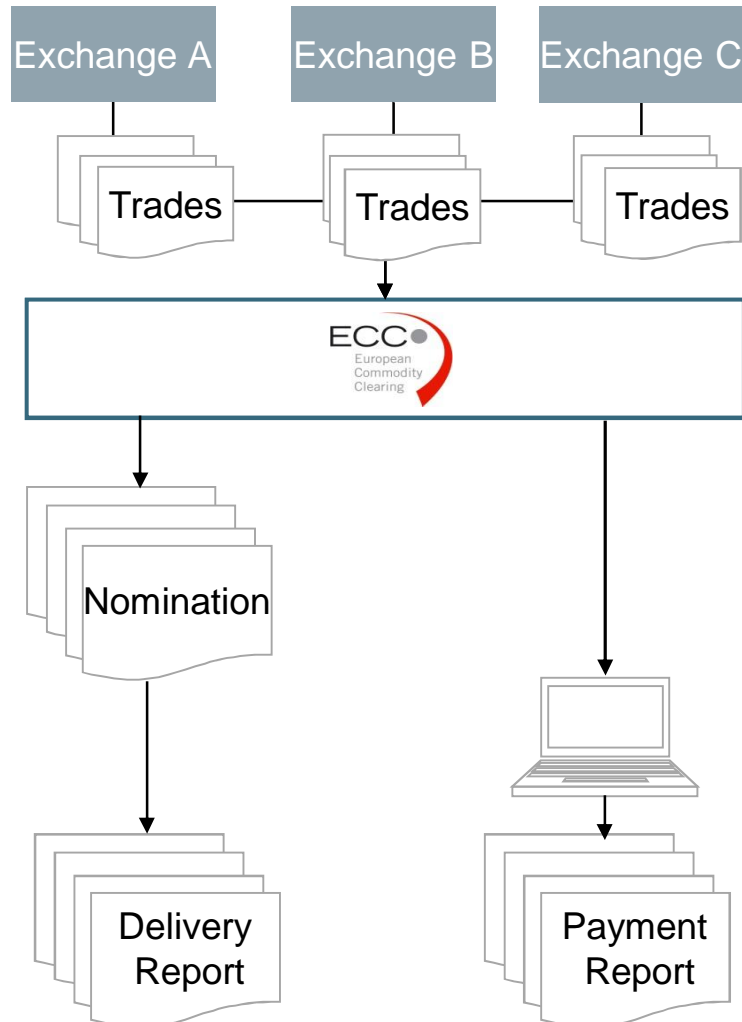 Exchange A
Exchange B
Exchange C
Trades
Trades
Trades
ECC
European
Commodity
Clearing
Nomination
Delivery
Report
Payment
Report